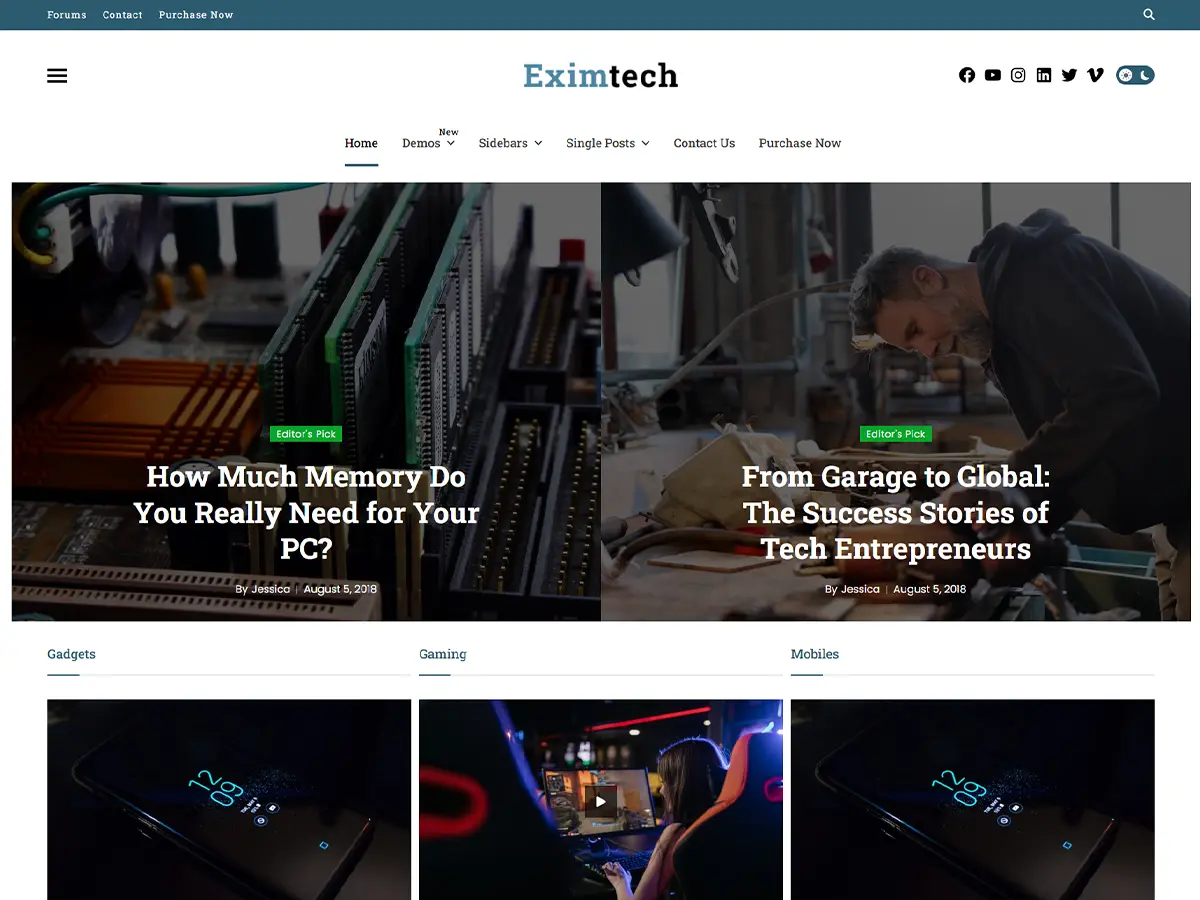 Forums Contact Purchase Now
Eximtech
New
Home Demos Sidebars Single Posts Contact Us Purchase Now
Editor's Pick
How Much Memory Do
You Really Need for Your
PC?
By Jessica | August 5, 2018
Editor's Pick
From Garage to Global:
The Success Stories of
Tech Entrepreneurs
By Jessica | August 5, 2018
Gadgets
Gaming
Mobiles
12
09
12
09